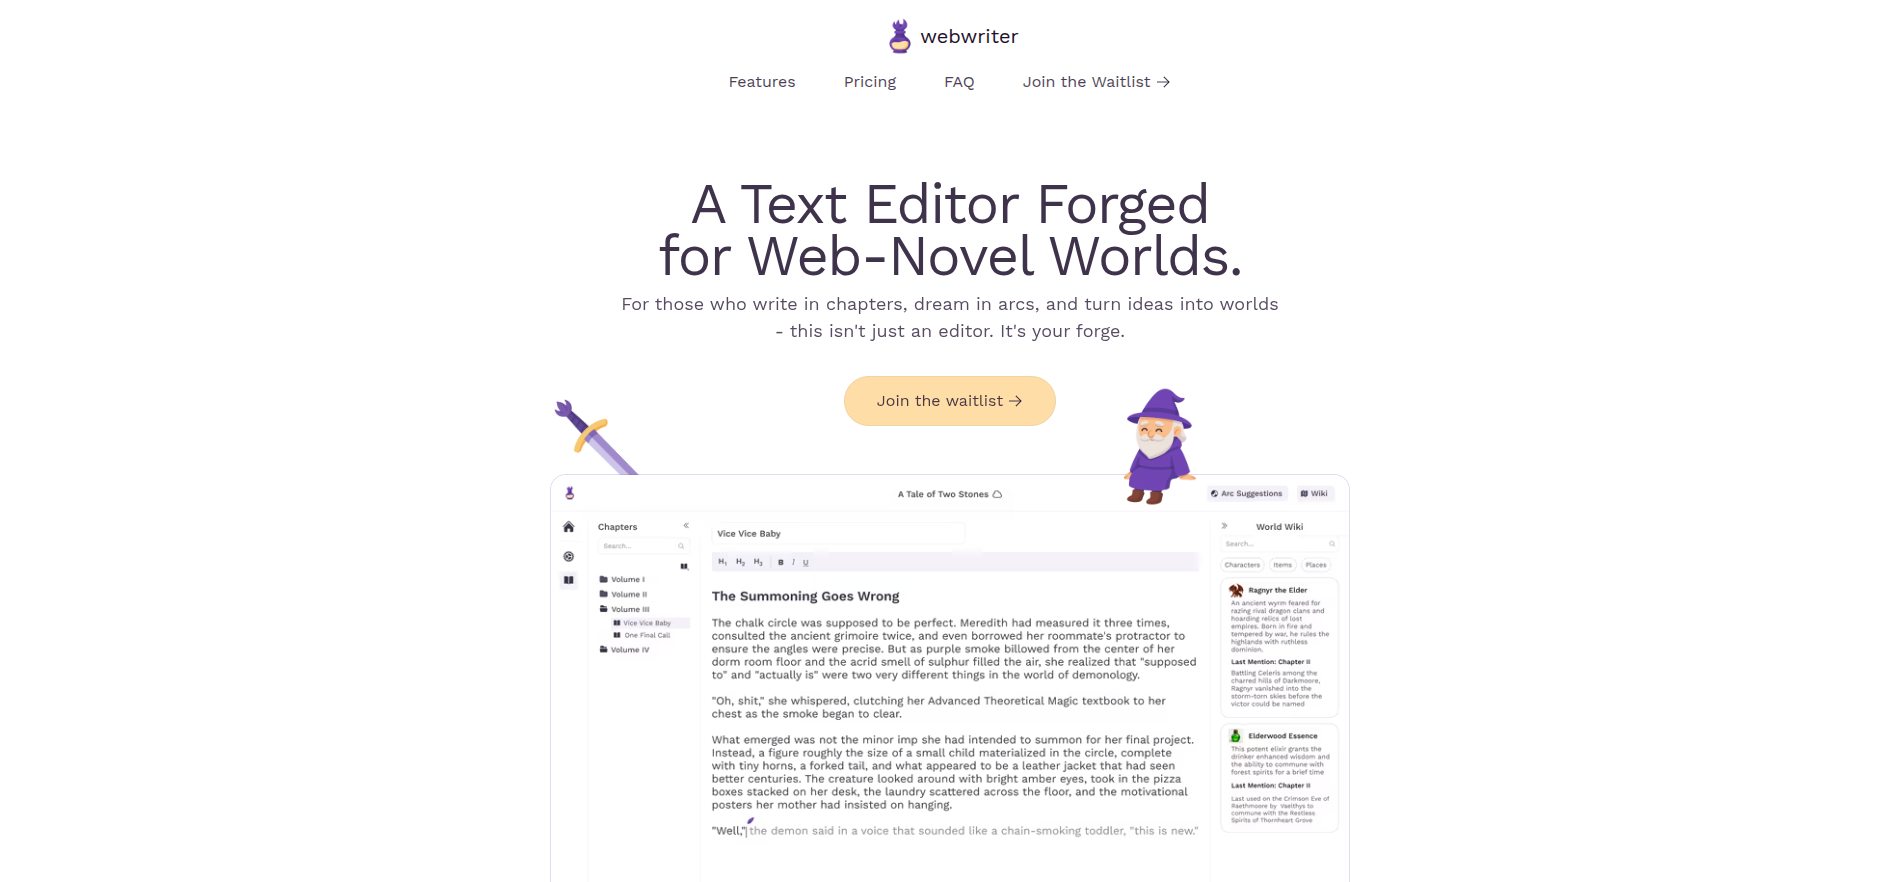 webwriter
Features Pricing FAQ Join the Waitlist →
A Text Editor Forged
for Web-Novel Worlds.
For those who write in chapters, dream in arcs, and turn ideas into worlds
- this isn't just an editor. It's your forge.
Join the waitlist →
A Tale of Two Stones
Arc Suggestions
Wiki
Chapters «
Search...
Volume I
Volume II
Volume III
Vice Vice Baby
One Final Call
Volume IV
Vice Vice Baby
H1 H2 H3 B I U
The Summoning Goes Wrong
The chalk circle was supposed to be perfect. Meredith had measured it three times,
consulted the ancient grimoire twice, and even borrowed her roommate's protractor to
ensure the angles were precise. But as purple smoke billowed from the center of her
dorm room floor and the acrid smell of sulphur filled the air, she realized that "supposed
to" and "actually is" were two very different things in the world of demonology.
"Oh, shit," she whispered, clutching her Advanced Theoretical Magic textbook to her
chest as the smoke began to clear.
What emerged was not the minor imp she had intended to summon for her final project.
Instead, a figure roughly the size of a small child materialized in the circle, complete
with tiny horns, a forked tail, and what appeared to be a leather jacket that had seen
better centuries. The creature looked around with bright amber eyes, took in the pizza
boxes stacked on her desk, the laundry scattered across the floor, and the motivational
posters her mother had insisted on hanging.
"Well," the demon said in a voice that sounded like a chain-smoking toddler, "this is new."
» World Wiki
Search...
Characters Items Places
Ragnyr the Elder
An ancient wyrm feared for
razing rival dragon clans and
hoarding relics of lost
empires. Born in fire and
tempered by war, he rules the
highlands with ruthless
dominion.
Last Mention: Chapter II
Battling Celeris among the
charred hills of Darkmoore,
Ragnyr vanished into the
storm-torn skies before the
victor could be named
Elderwood Essence
This potent elixir grants the
drinker enhanced wisdom and
the ability to commune with
forest spirits for a brief time
Last Mention: Chapter II
Last used on the Crimson Eve of
Raethmoore by Vaelthys to
commune with the Restless
Spirits of Thornheart Grove